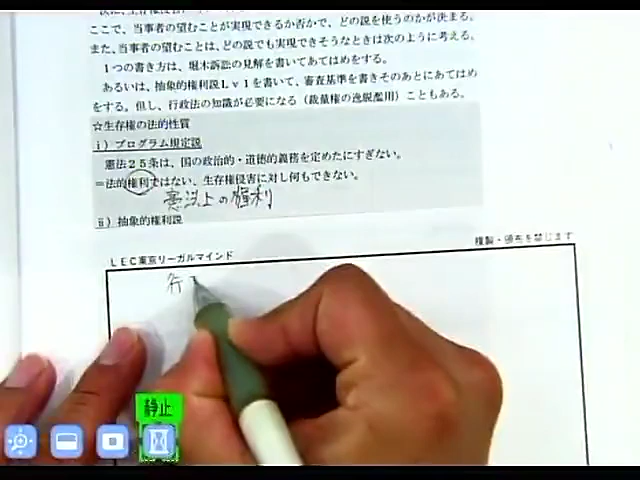 ここで、当事者の望むことが実現できるか否かで、どの説を使うのかが決まる。
また、当事者の望むことは、どの説でも実現できそうなときは次のように考える。
１つの書き方は、堀木訴訟の見解を書いてあてはめをする。
あるいは、抽象的権利説Ｌｖ１を書いて、審査基準を書きそのあとにあてはめ
をする。但し、行政法の知識が必要になる（裁量権の逸脱濫用）こともある。
☆生存権の法的性質
ⅰ）プログラム規定説
憲法２５条は、国の政治的・道徳的義務を定めたにすぎない。
＝法的権利ではない、生存権侵害に対し何もできない。
憲法上の権利
ⅱ）抽象的権利説
ＬＥＣ東京リーガルマインド
複製・頒布を禁じます
行
静止